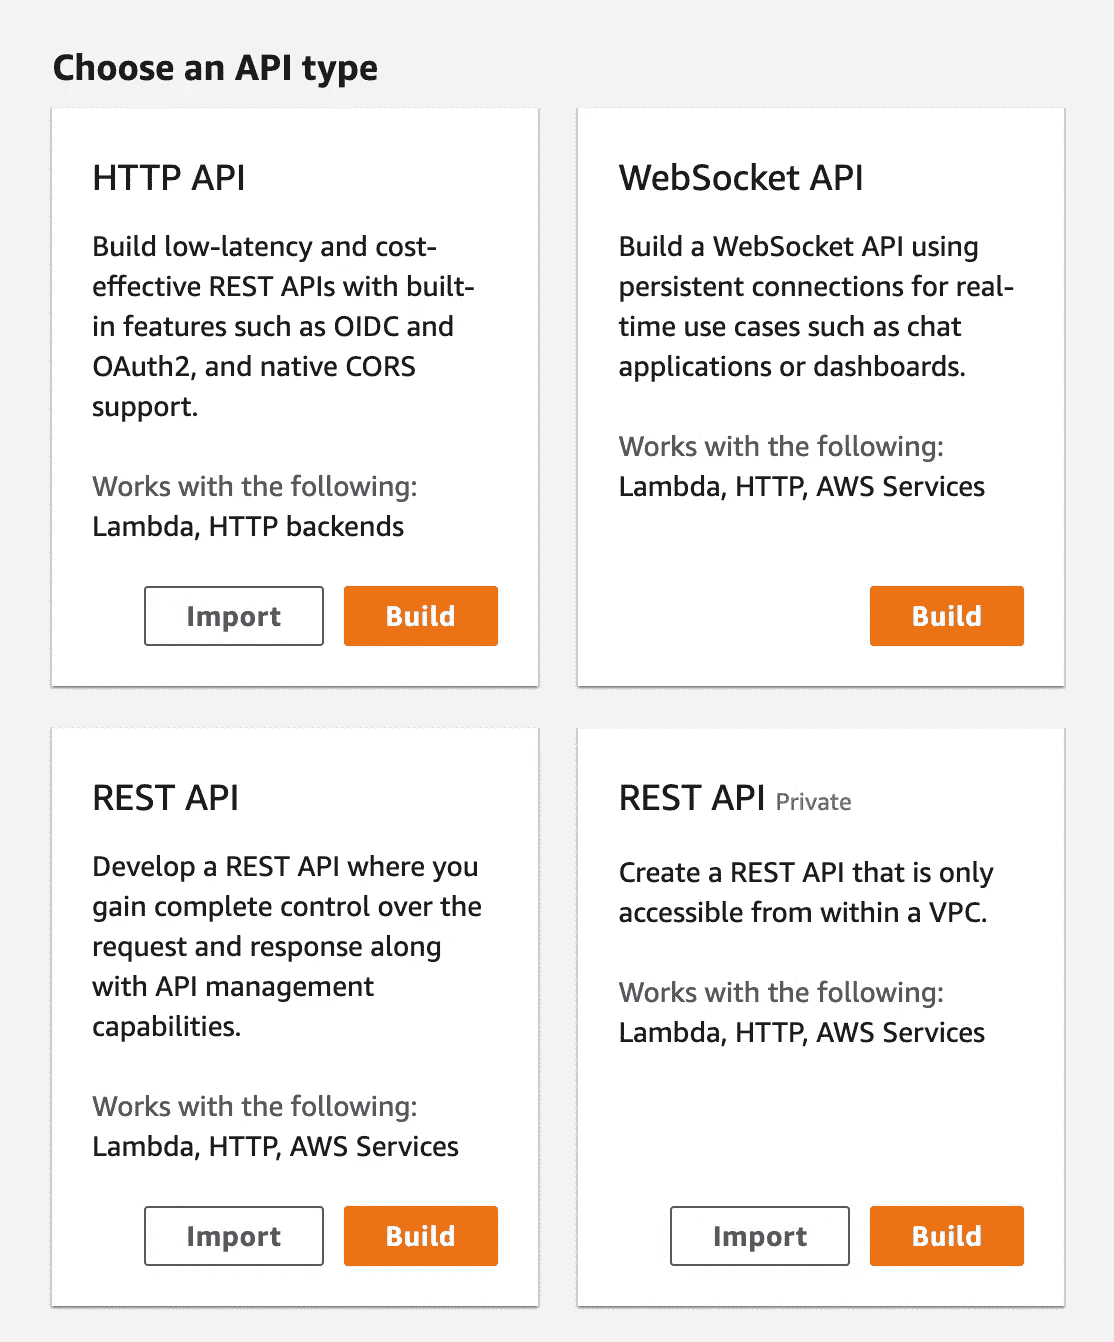 Choose an API type
HTTP API
Build low-latency and cost-
effective REST APIs with built-
in features such as OIDC and
OAuth2, and native CORS
support.
Works with the following:
Lambda, HTTP backends
Import
Build
WebSocket API
Build a WebSocket API using
persistent connections for real-
time use cases such as chat
applications or dashboards.
Works with the following:
Lambda, HTTP, AWS Services
Build
REST API
Develop a REST API where you
gain complete control over the
request and response along
with API management
capabilities.
Works with the following:
Lambda, HTTP, AWS Services
Import
Build
REST API Private
Create a REST API that is only
accessible from within a VPC.
Works with the following:
Lambda, HTTP, AWS Services
Import
Build